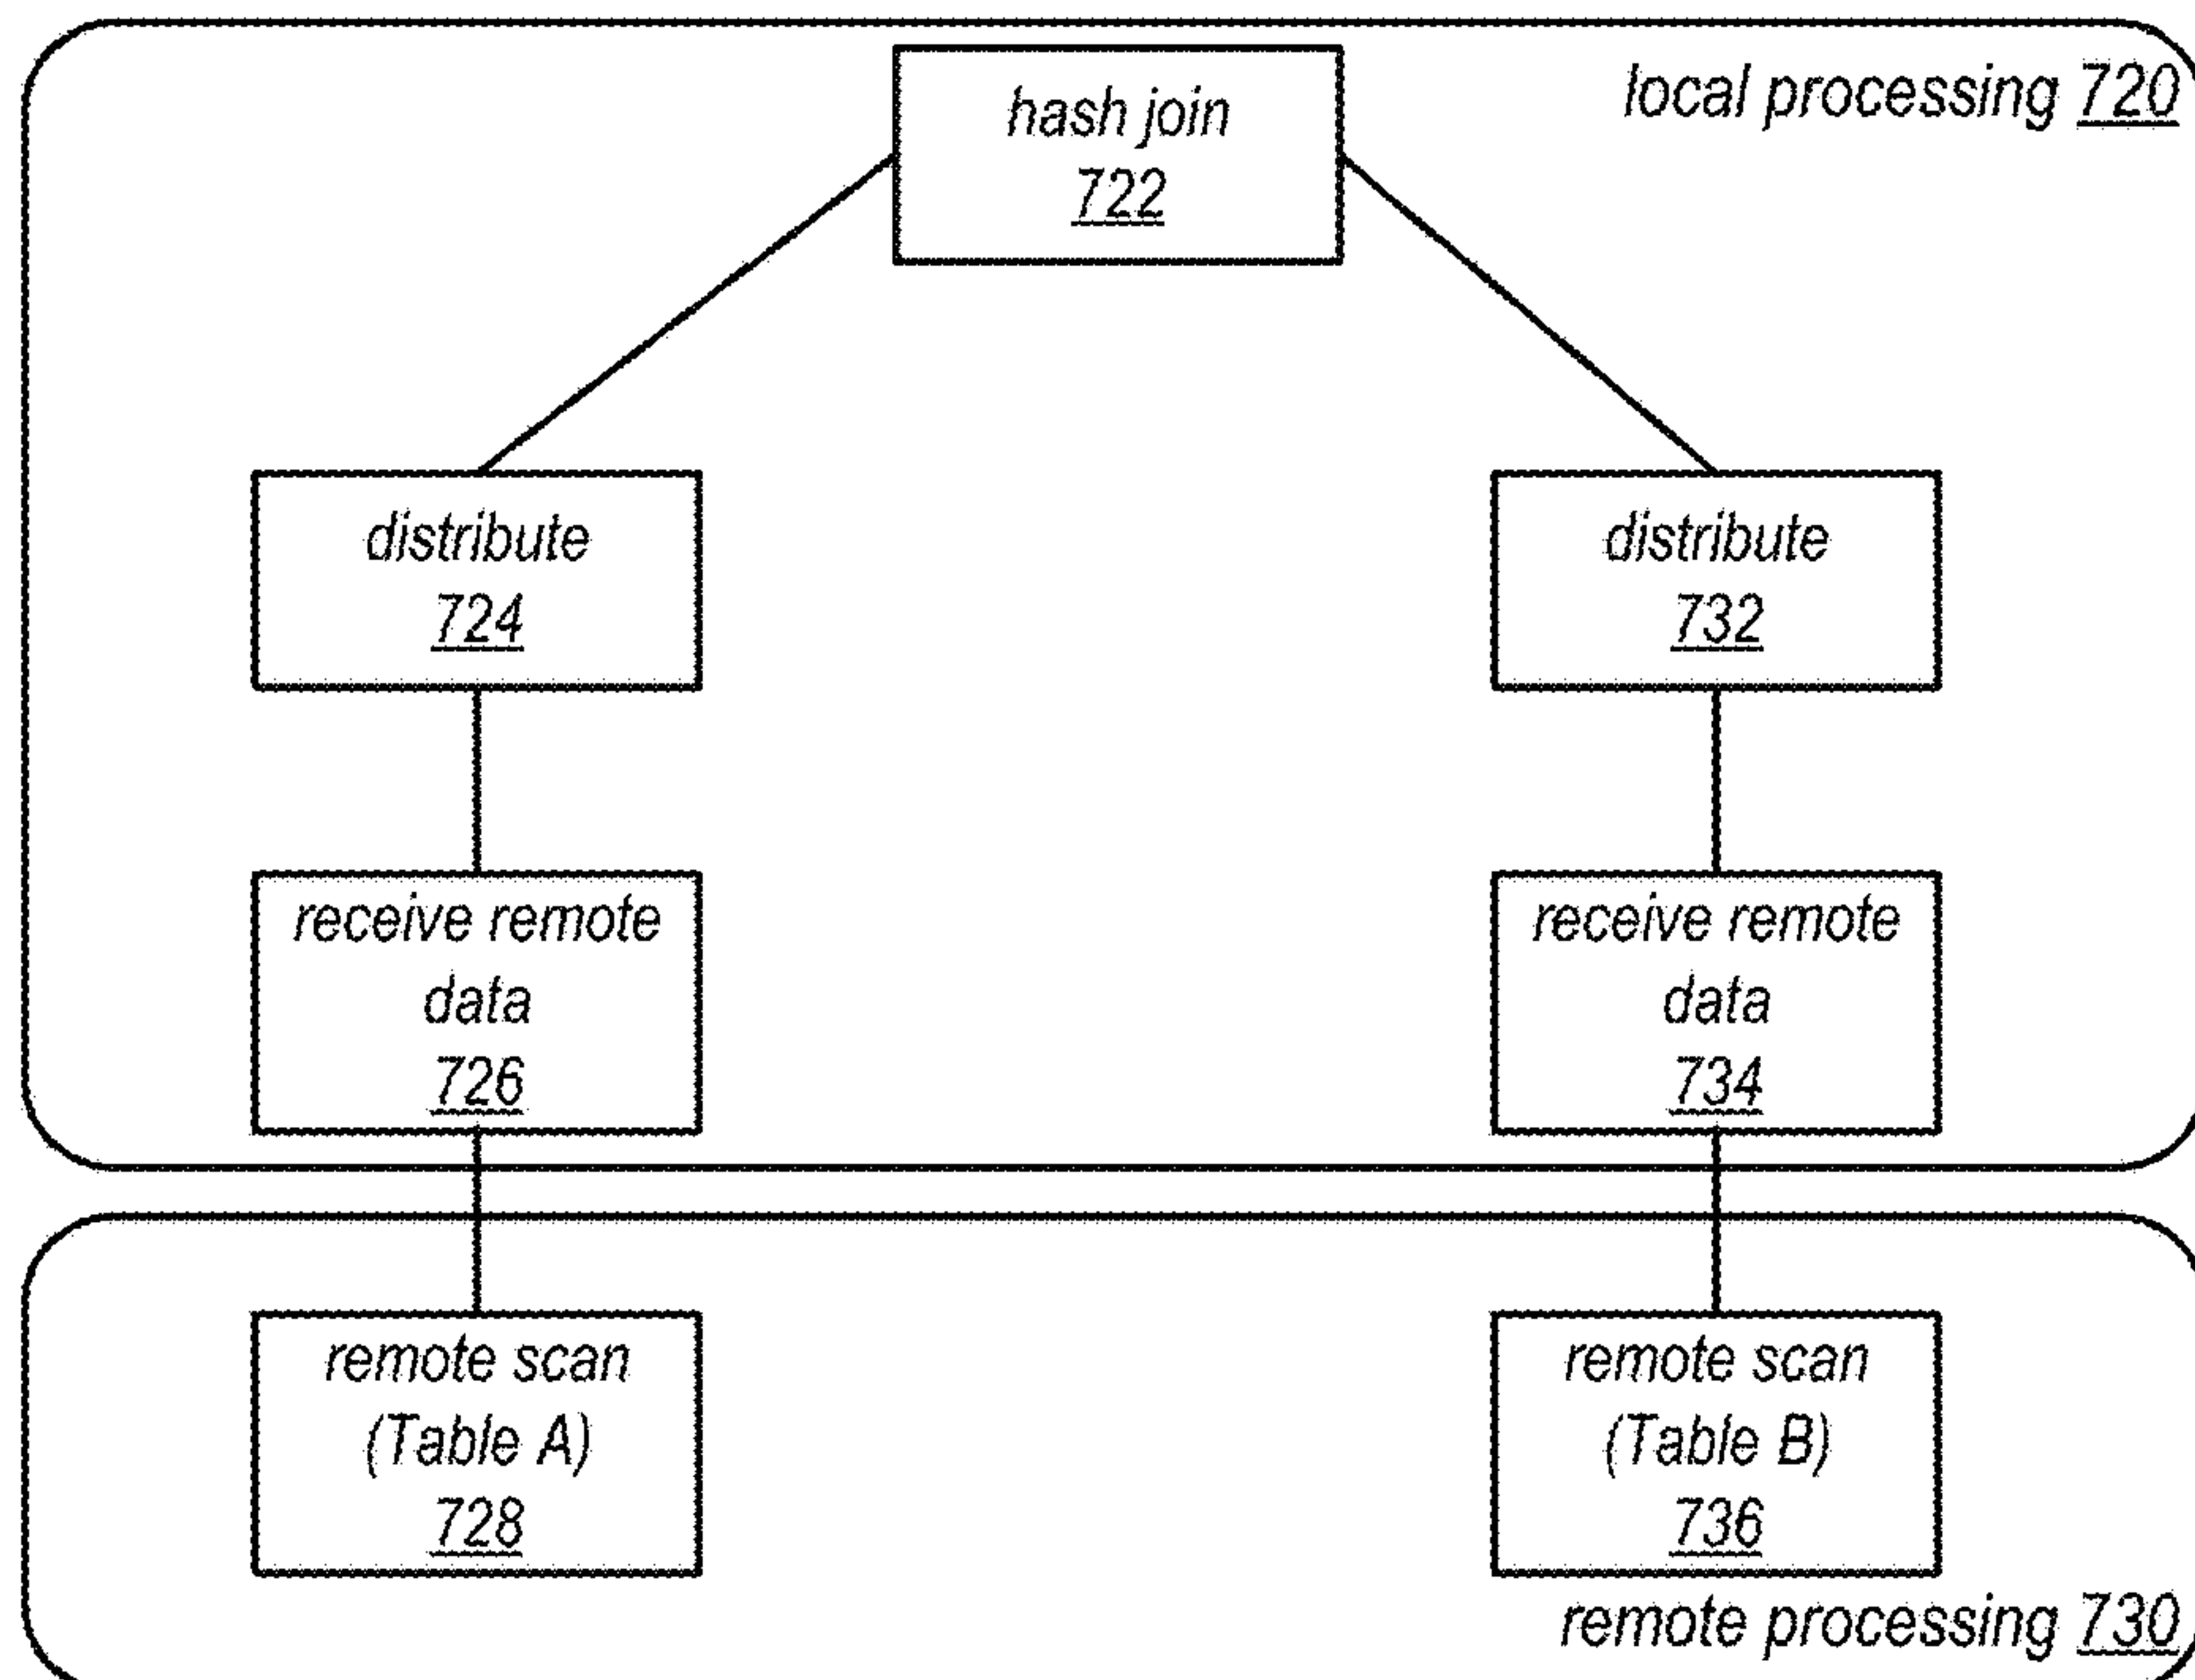 local processing 720
hash join
722
distribute
724
distribute
732
receive remote
data
726
receive remote
data
734
remote scan
(Table A)
728
remote scan
(Table B)
736
remote processing 730